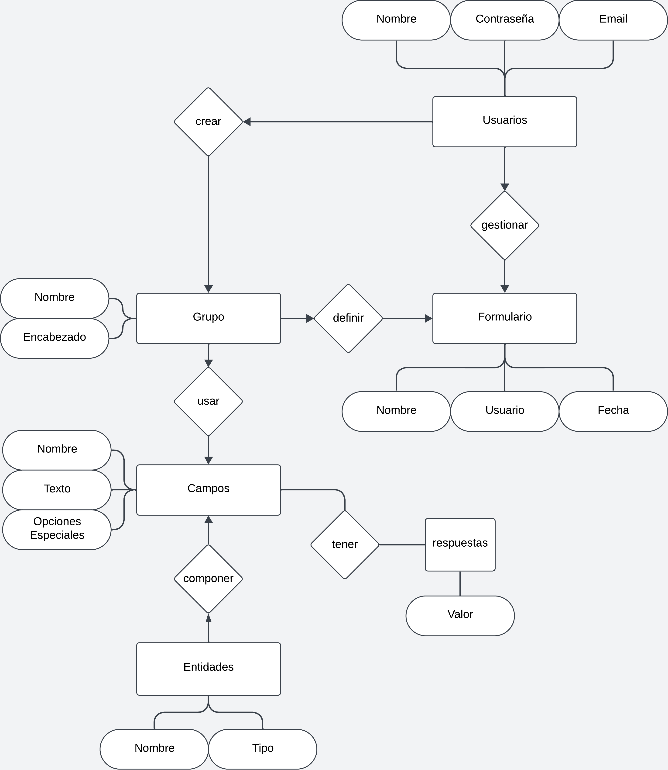 Nombre
Contraseña
Email
crear
Usuarios
gestionar
Nombre
Encabezado
Grupo
definir
Formulario
usar
Nombre
Usuario
Fecha
Nombre
Texto
Opciones
Especiales
Campos
tener
respuestas
componer
Valor
Entidades
Nombre
Tipo